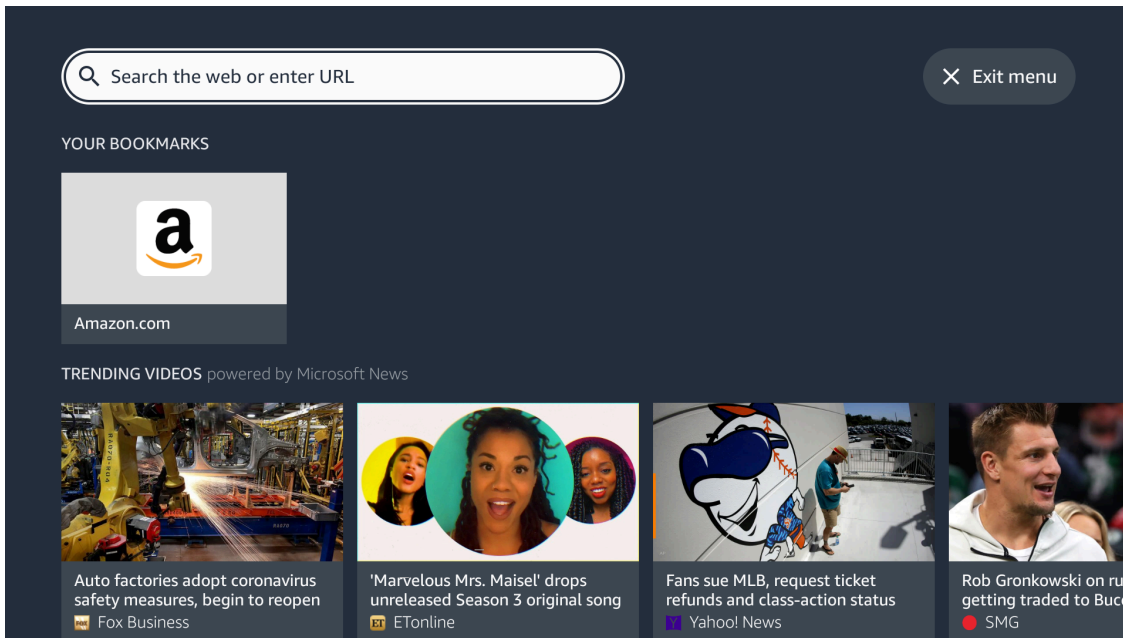 Search the web or enter URL
Exit menu
YOUR BOOKMARKS
a
Amazon.com
TRENDING VIDEOS powered by Microsoft News
Auto factories adopt coronavirus
safety measures, begin to reopen
Fox Business
'Marvelous Mrs. Maisel' drops
unreleased Season 3 original song
ET ETonline
Fans sue MLB, request ticket
refunds and class-action status
Y Yahoo! News
Rob Gronkowski on ru
getting traded to Bucc
SMG